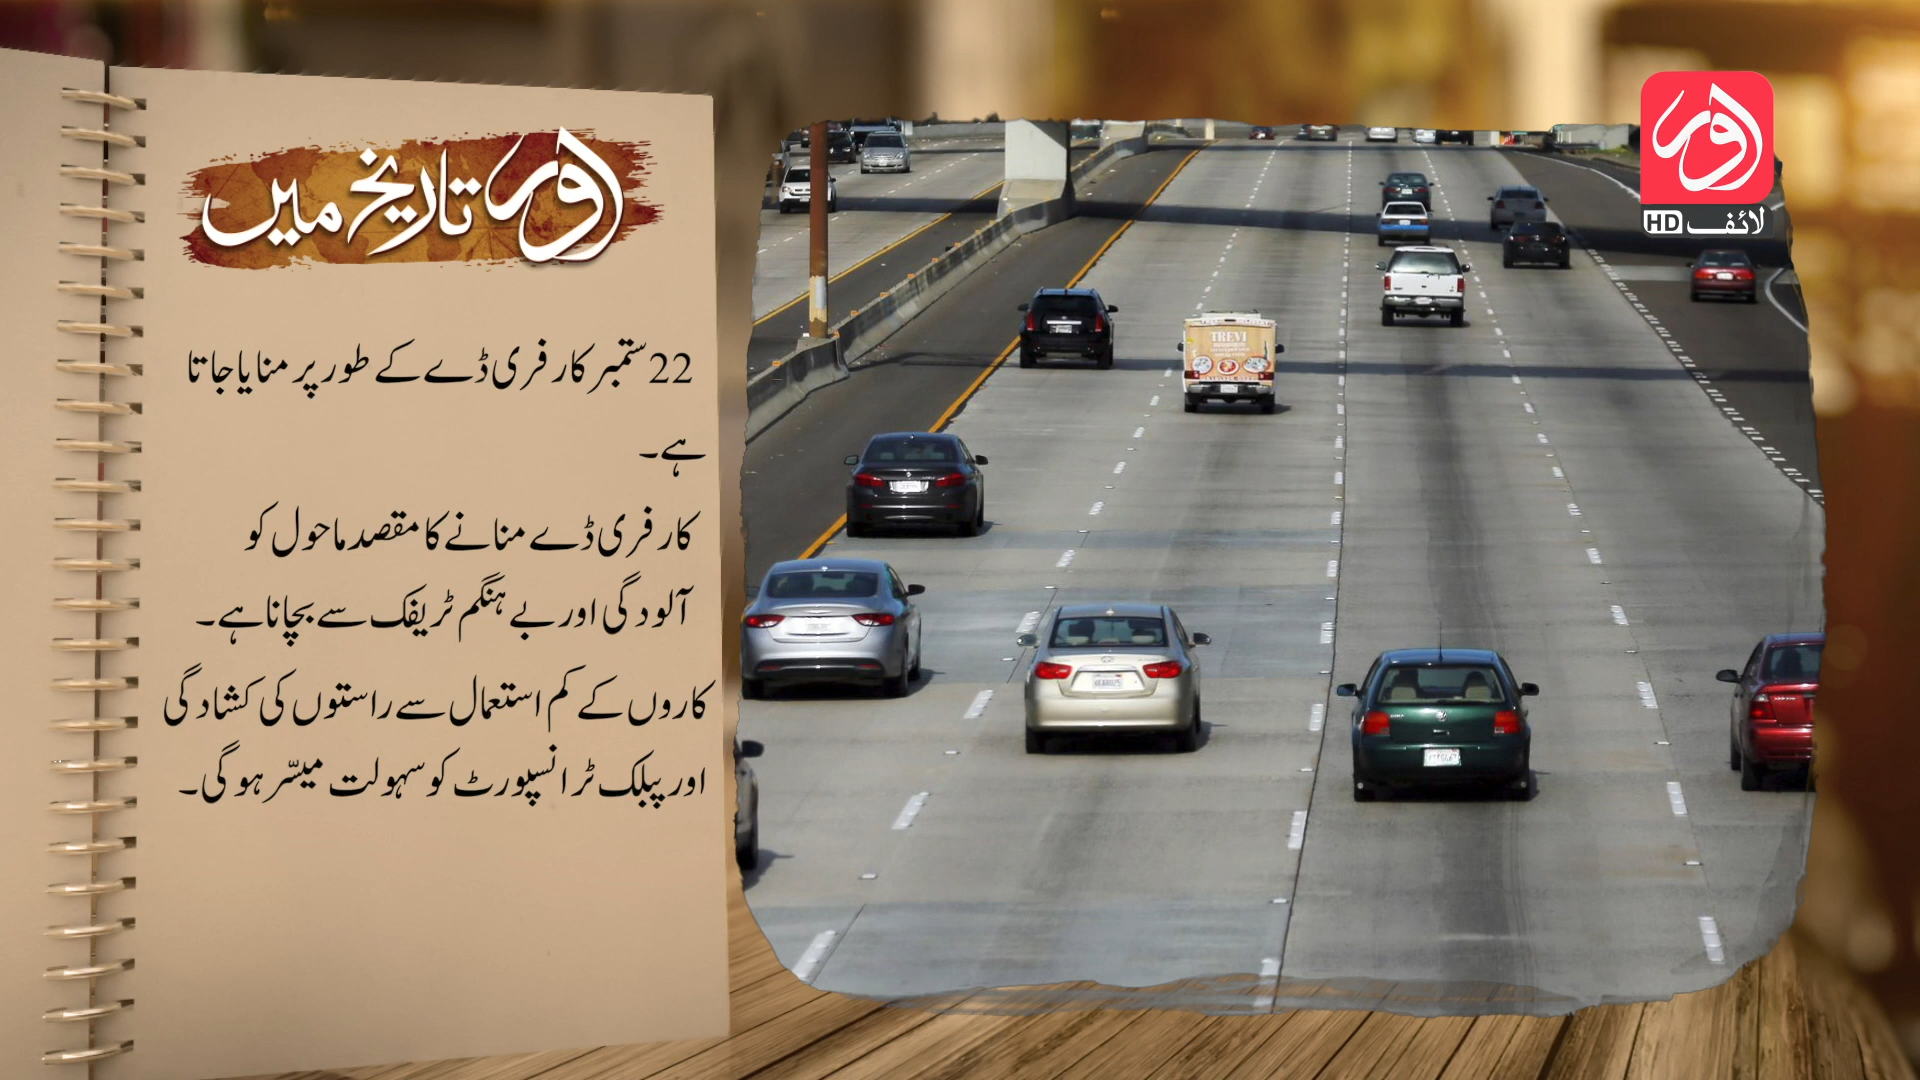 اور تاریخ میں
22 ستمبر کار فری ڈے کے طور پر منایا جاتا
ہے۔
کار فری ڈے منانے کا مقصد ماحول کو
آلودگی اور بے ہنگم ٹریفک سے بچانا ہے۔
کاروں کے کم استعمال سے راستوں کی کشادگی
اور پبلک ٹرانسپورٹ کو سہولت میسّر ہوگی۔
اور
لائف HD
TREVI